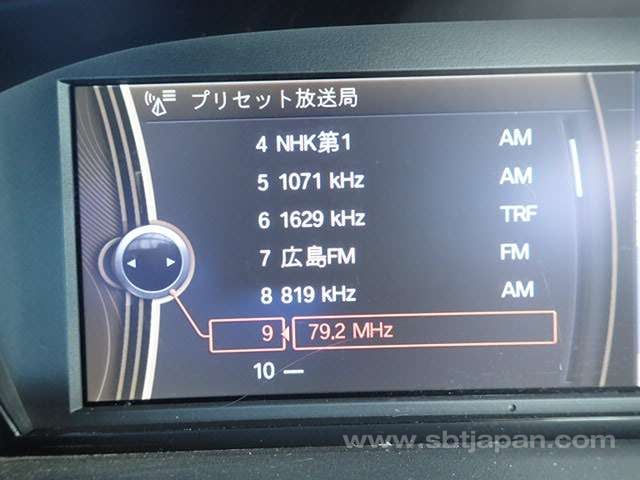 プリセット放送局
4 NHK第1 AM
5 1071 kHz AM
6 1629 kHz TRF
7 広島FM FM
8 819 kHz AM
9 79.2 MHz
10 —
www.sbtjapan.com